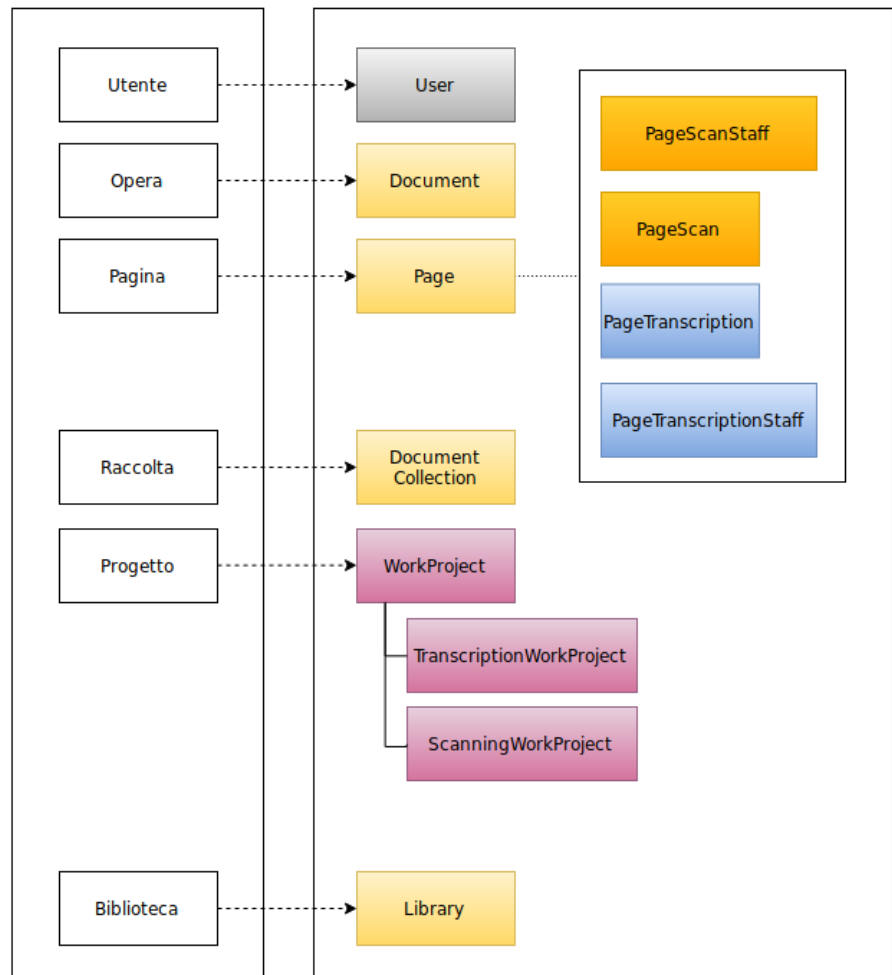 Utente
User
PageScanStaff
Opera
Document
PageScan
Pagina
Page
PageTranscription
PageTranscriptionStaff
Raccolta
Document
Collection
Progetto
WorkProject
TranscriptionWorkProject
ScanningWorkProject
Biblioteca
Library